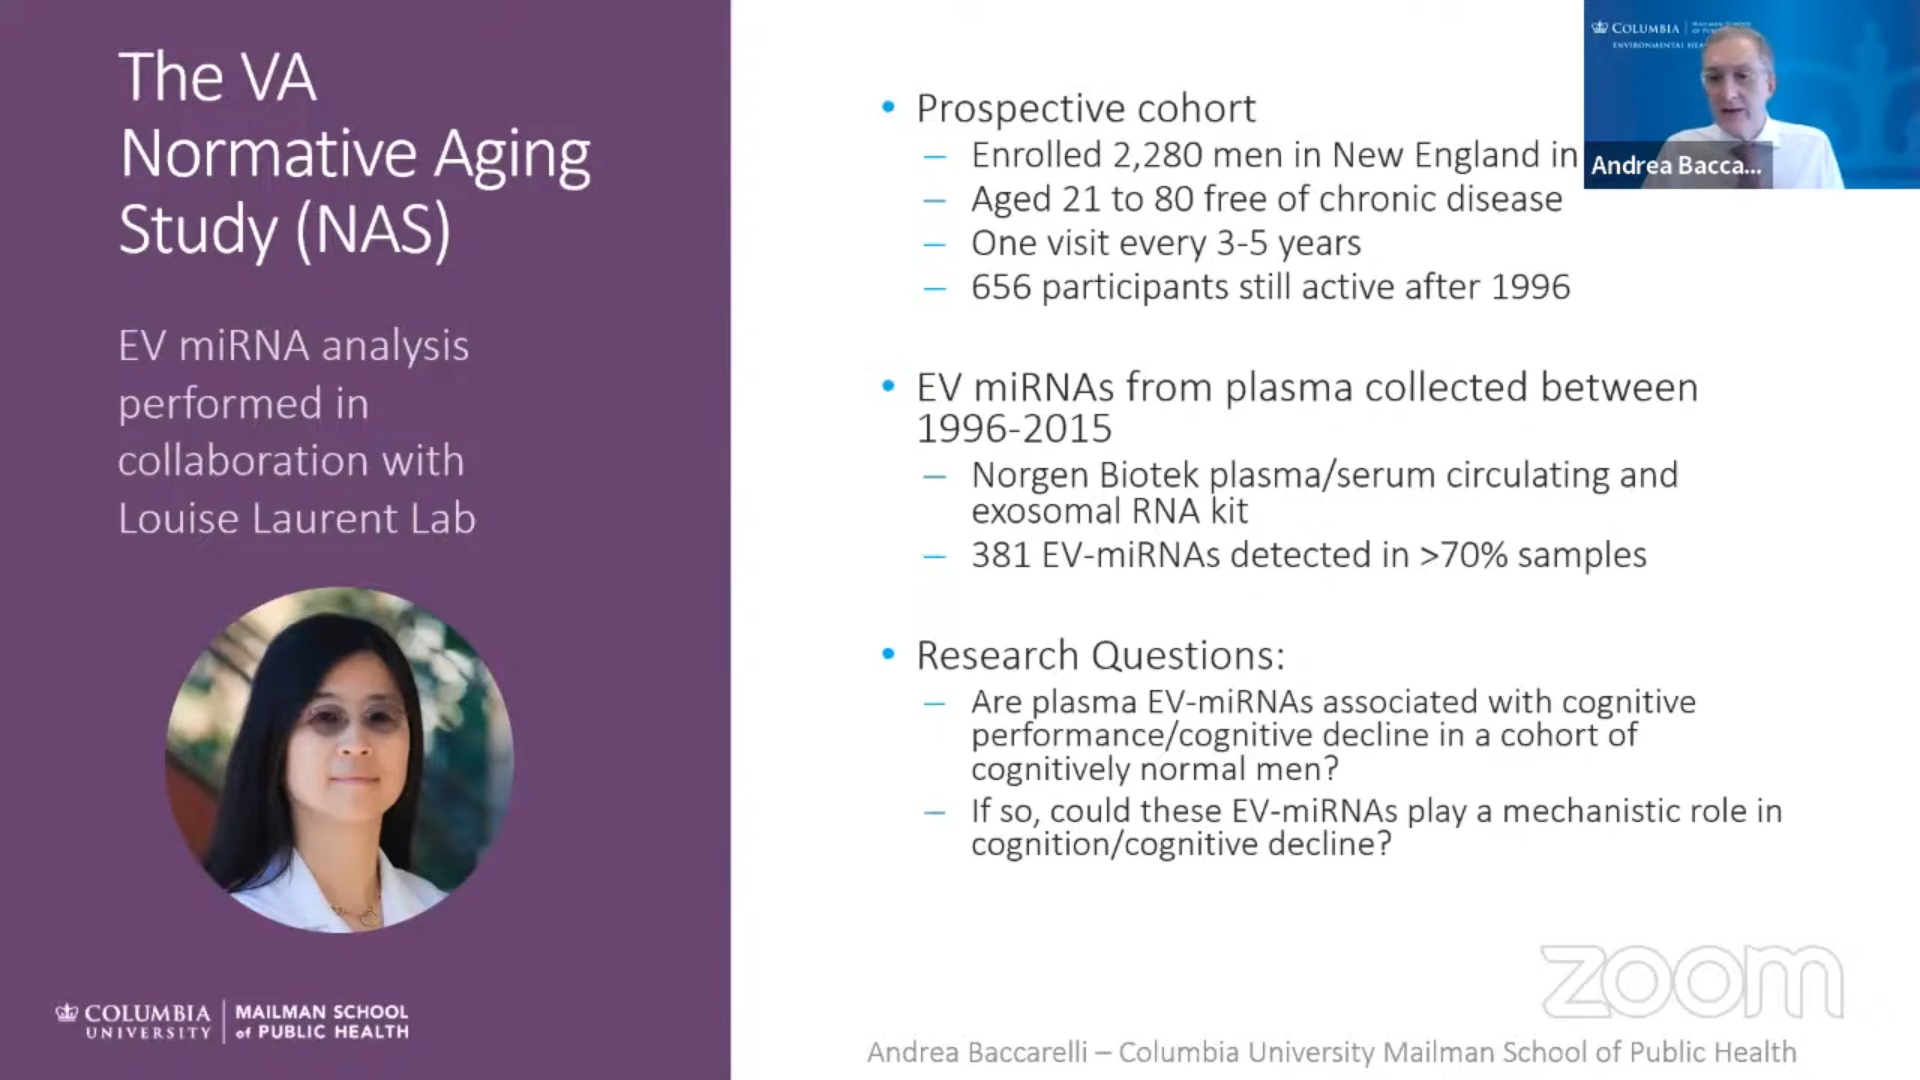 The VA
Normative Aging
Study (NAS)
EV miRNA analysis
performed in
collaboration with
Louise Laurent Lab
COLUMBIA
UNIVERSITY
MAILMAN SCHOOL
of PUBLIC HEALTH
• Prospective cohort
– Enrolled 2,280 men in New England in
– Aged 21 to 80 free of chronic disease
– One visit every 3-5 years
– 656 participants still active after 1996
• EV miRNAs from plasma collected between
1996-2015
– Norgen Biotek plasma/serum circulating and
exosomal RNA kit
– 381 EV-miRNAs detected in >70% samples
• Research Questions:
– Are plasma EV-miRNAs associated with cognitive
performance/cognitive decline in a cohort of
cognitively normal men?
– If so, could these EV-miRNAs play a mechanistic role in
cognition/cognitive decline?
COLUMBIA
ENVIRONMENTAL
Andrea Bacca...
zoom
Andrea Baccarelli – Columbia University Mailman School of Public Health